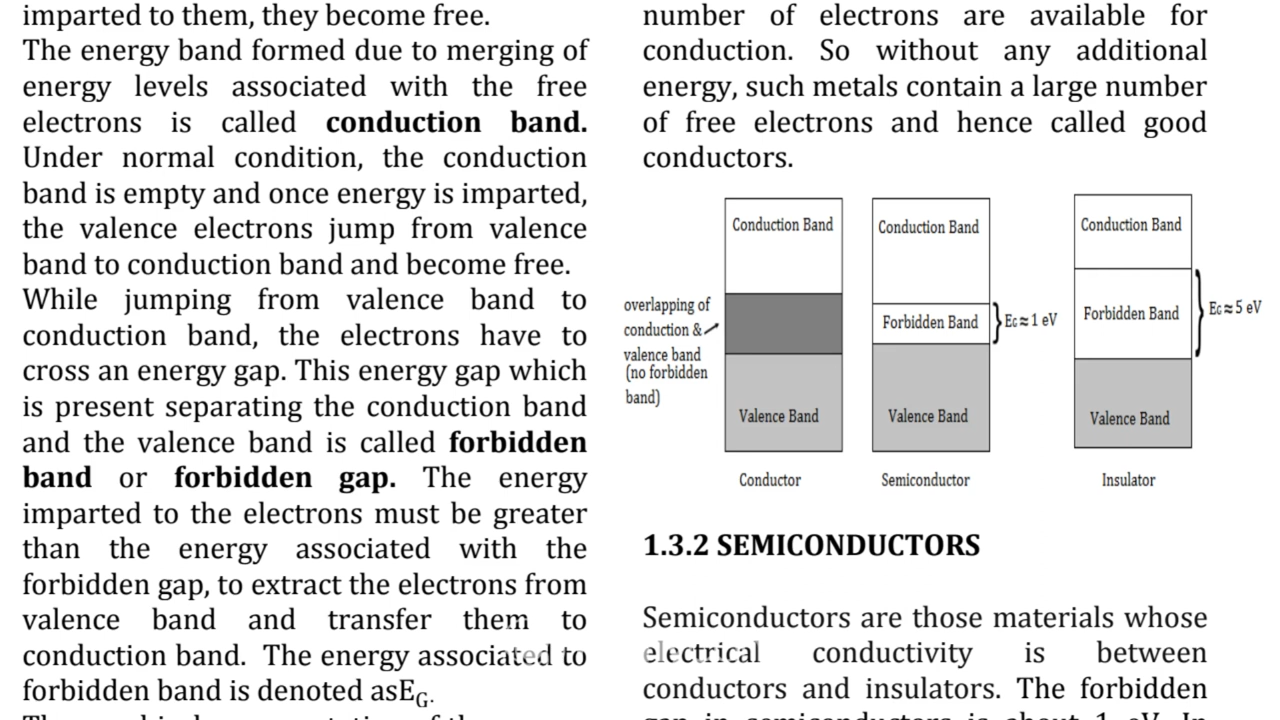 imparted to them, they become free.
The energy band formed due to merging of
energy levels associated with the free
electrons is called conduction band.
Under normal condition, the conduction
band is empty and once energy is imparted,
the valence electrons jump from valence
band to conduction band and become free.
While jumping from valence band to
conduction band, the electrons have to
cross an energy gap. This energy gap which
is present separating the conduction band
and the valence band is called forbidden
band or forbidden gap. The energy
imparted to the electrons must be greater
than the energy associated with the
forbidden gap, to extract the electrons from
valence band and transfer them to
conduction band. The energy associated to
forbidden band is denoted asEG.
number of electrons are available for
conduction. So without any additional
energy, such metals contain a large number
of free electrons and hence called good
conductors.
Conduction Band
overlapping of
conduction &
valence band
(no forbidden
band)
Valence Band
Conductor
Conduction Band
Forbidden Band
EG≈1 eV
Valence Band
Semiconductor
Conduction Band
Forbidden Band
EG≈5 eV
Valence Band
Insulator
1.3.2 SEMICONDUCTORS
Semiconductors are those materials whose
electrical conductivity is between
conductors and insulators. The forbidden
gap in semiconductors is about 1 eV. In